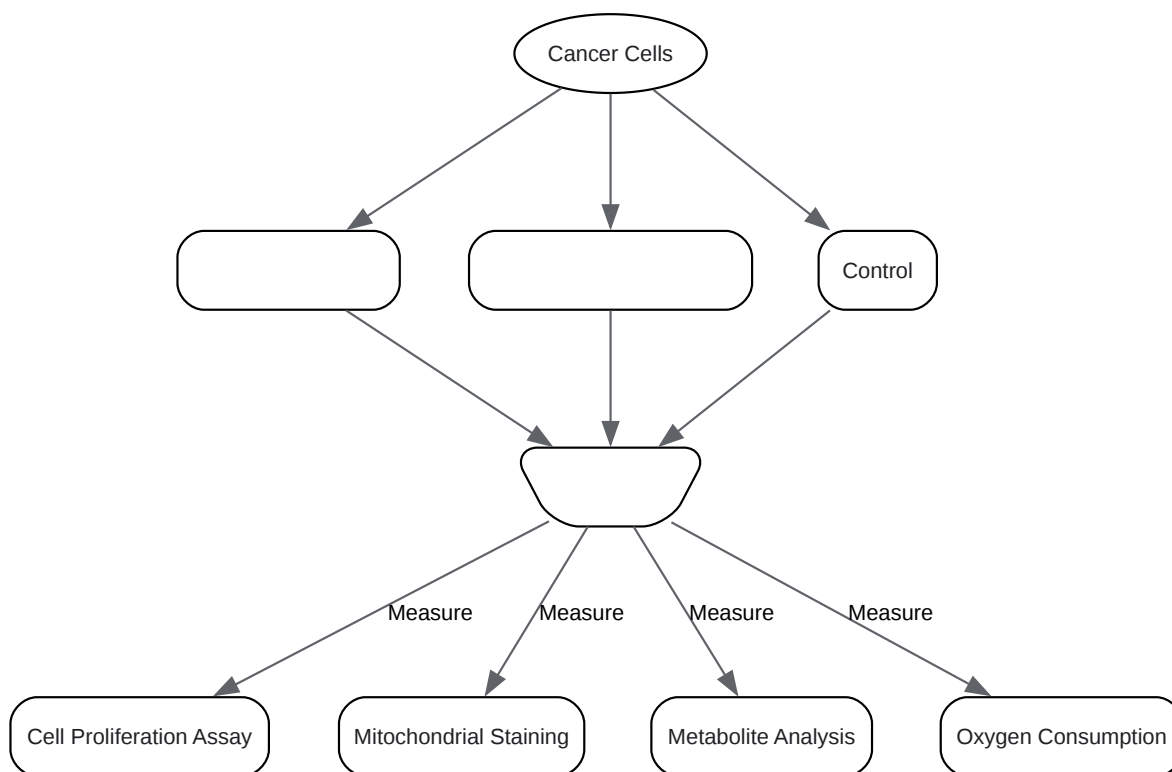 Cancer Cells
Control
Measure
Measure
Measure
Measure
Cell Proliferation Assay
Mitochondrial Staining
Metabolite Analysis
Oxygen Consumption